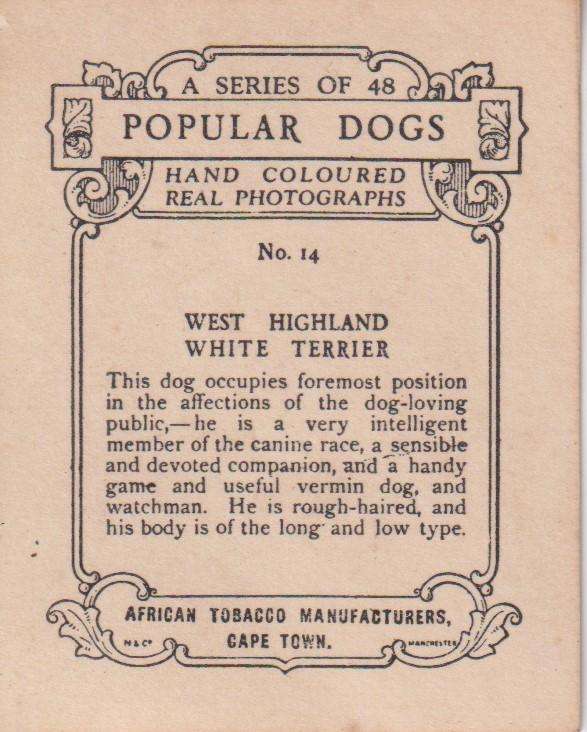 A SERIES OF 48
POPULAR DOGS
HAND COLOURED
REAL PHOTOGRAPHS
No. 14
WEST HIGHLAND
WHITE TERRIER
This dog occupies foremost position
in the affections of the dog-loving
public,—he is a very intelligent
member of the canine race, a sensible
and devoted companion, and a handy
game and useful vermin dog, and
watchman. He is rough-haired, and
his body is of the long and low type.
AFRICAN TOBACCO MANUFACTURERS,
CAPE TOWN.
M & Co MANCHESTER